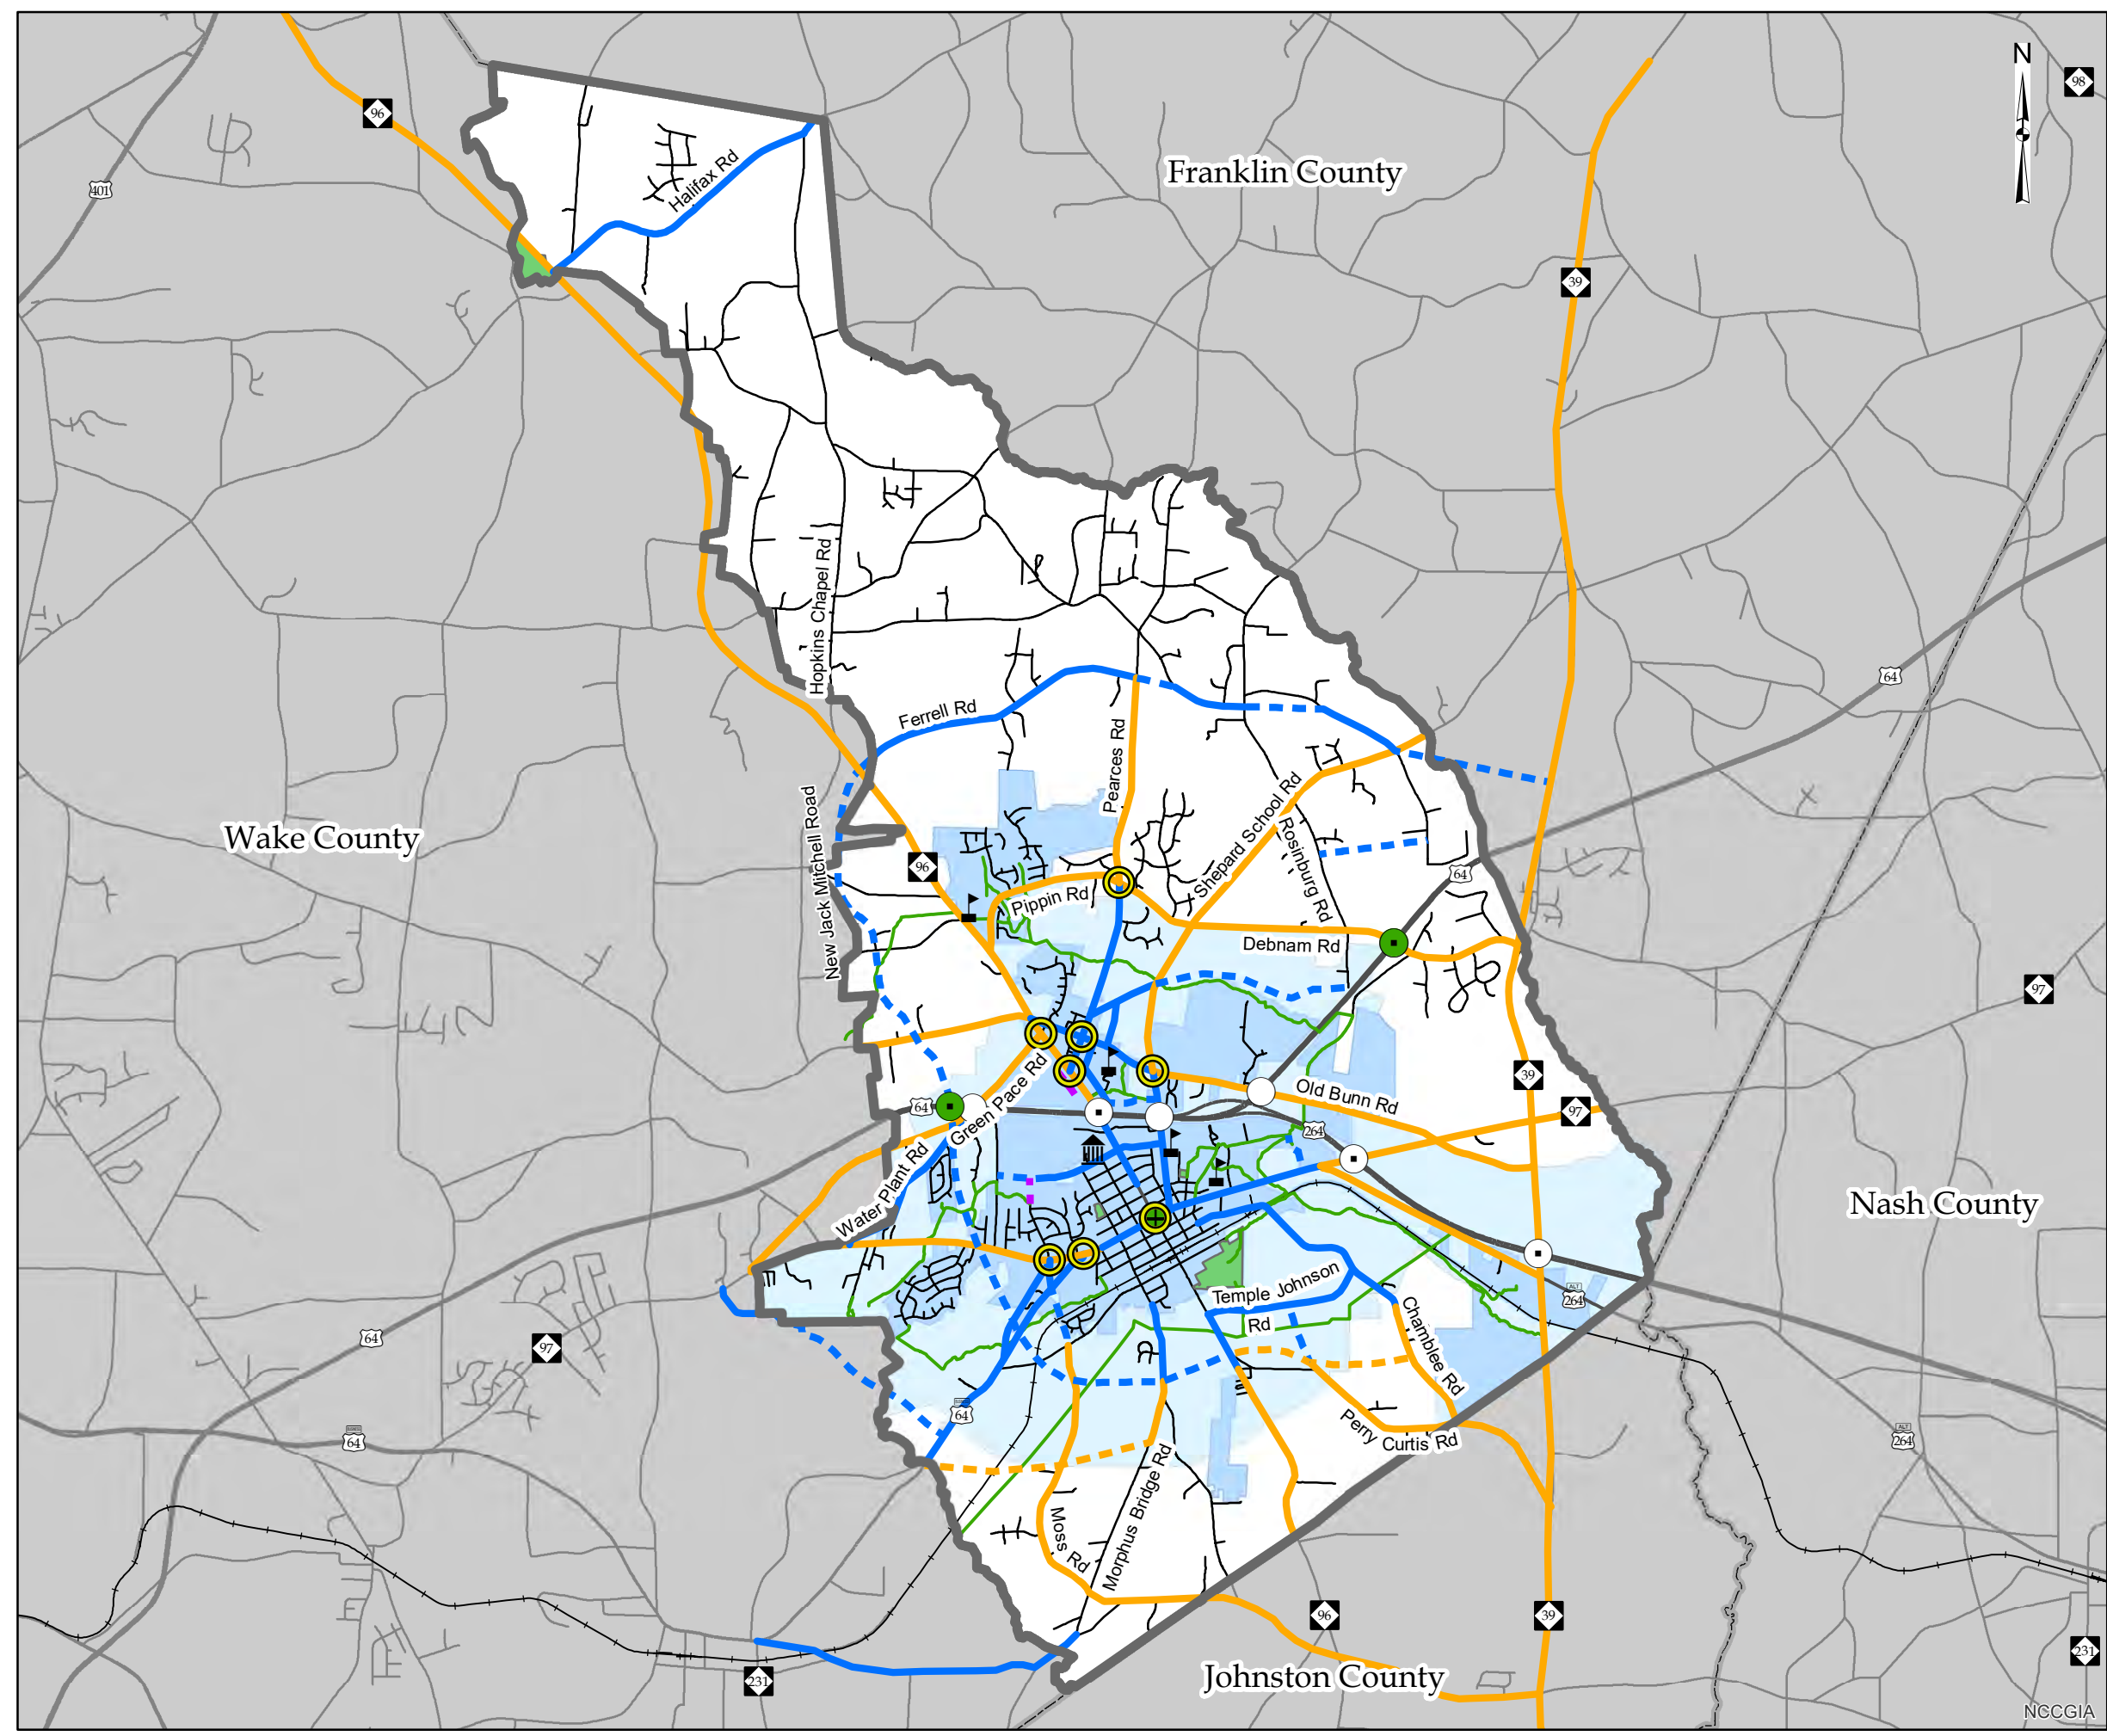 N
98
96
Franklin County
401
Halifax Rd
39
Hopkins Chapel Rd
64
Ferrell Rd
Pearces Rd
Shepard School Rd
Rosinburg Rd
New Jack Mitchell Road
Wake County
96
64
Pippin Rd
Debnam Rd
97
39
64
Green Pace Rd
Old Bunn Rd
97
264
Water Plant Rd
Nash County
Temple Johnson
Rd
ALT
264
Chamblee Rd
64
97
64
64
ALT
264
Perry Curtis Rd
Moss Rd
Morphus Bridge Rd
96
39
231
231
Johnston County
NCCGIA